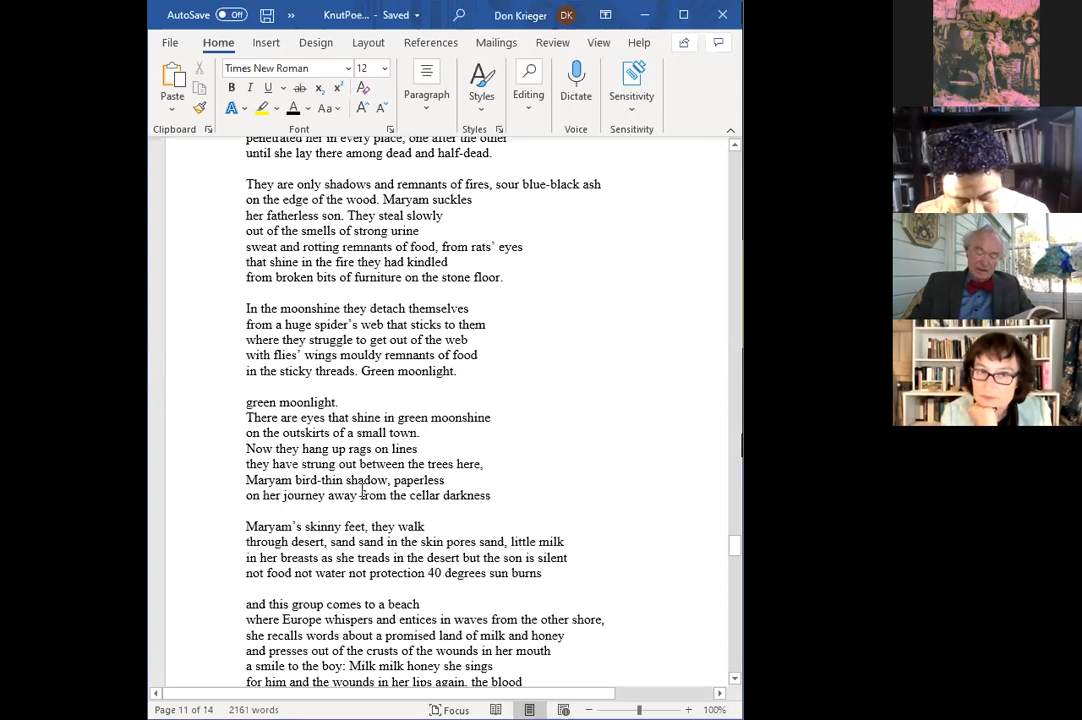 AutoSave Off KnutPoe... - Saved Don Krieger DK
File Home Insert Design Layout References Mailings Review View Help
Times New Roman 12
Paste B I U ab x₂ x² A Aa A A Paragraph Styles Editing Dictate Sensitivity
Clipboard Font Styles Voice Sensitivity
penetrated her in every place, one after the other
until she lay there among dead and half-dead.
They are only shadows and remnants of fires, sour blue-black ash
on the edge of the wood. Maryam suckles
her fatherless son. They steal slowly
out of the smells of strong urine
sweat and rotting remnants of food, from rats' eyes
that shine in the fire they had kindled
from broken bits of furniture on the stone floor.
In the moonshine they detach themselves
from a huge spider's web that sticks to them
where they struggle to get out of the web
with flies' wings mouldy remnants of food
in the sticky threads. Green moonlight.
green moonlight.
There are eyes that shine in green moonshine
on the outskirts of a small town.
Now they hang up rags on lines
they have strung out between the trees here,
Maryam bird-thin shadow, paperless
on her journey away from the cellar darkness
Maryam's skinny feet, they walk
through desert, sand sand in the skin pores sand, little milk
in her breasts as she treads in the desert but the son is silent
not food not water not protection 40 degrees sun burns
and this group comes to a beach
where Europe whispers and entices in waves from the other shore,
she recalls words about a promised land of milk and honey
and presses out of the crusts of the wounds in her mouth
a smile to the boy: Milk milk honey she sings
for him and the wounds in her lips again, the blood
Page 11 of 14 2161 words Focus 100%